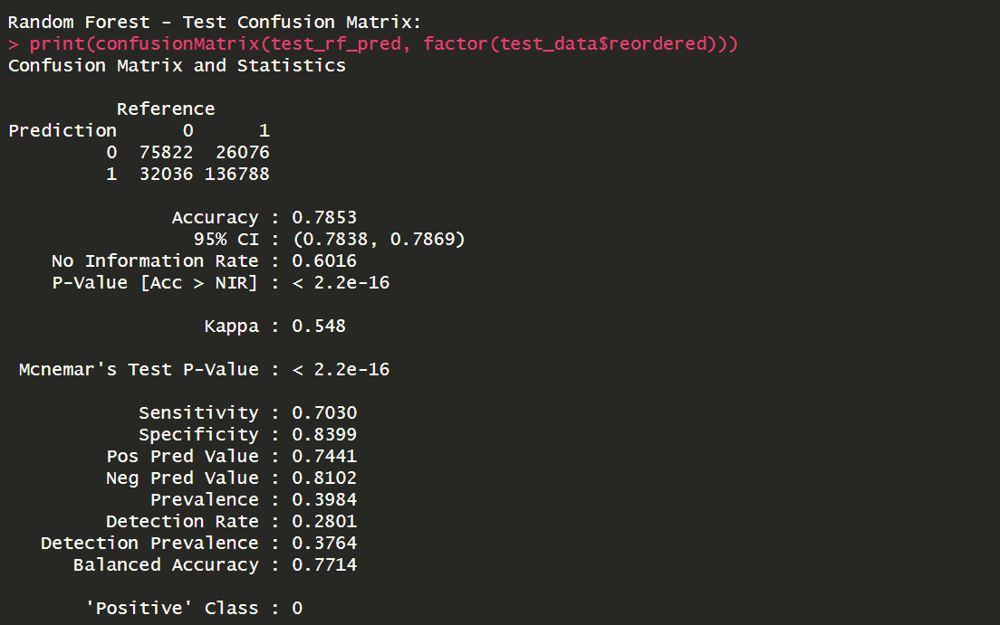 Random Forest - Test Confusion Matrix:
> print(confusionMatrix(test_rf_pred, factor(test_data$reordered)))
Confusion Matrix and Statistics
Reference
Prediction 0 1
0 75822 26076
1 32036 136788
Accuracy : 0.7853
95% CI : (0.7838, 0.7869)
No Information Rate : 0.6016
P-Value [Acc > NIR] : < 2.2e-16
Kappa : 0.548
Mcnemar's Test P-Value : < 2.2e-16
Sensitivity : 0.7030
Specificity : 0.8399
Pos Pred Value : 0.7441
Neg Pred Value : 0.8102
Prevalence : 0.3984
Detection Rate : 0.2801
Detection Prevalence : 0.3764
Balanced Accuracy : 0.7714
'Positive' Class : 0